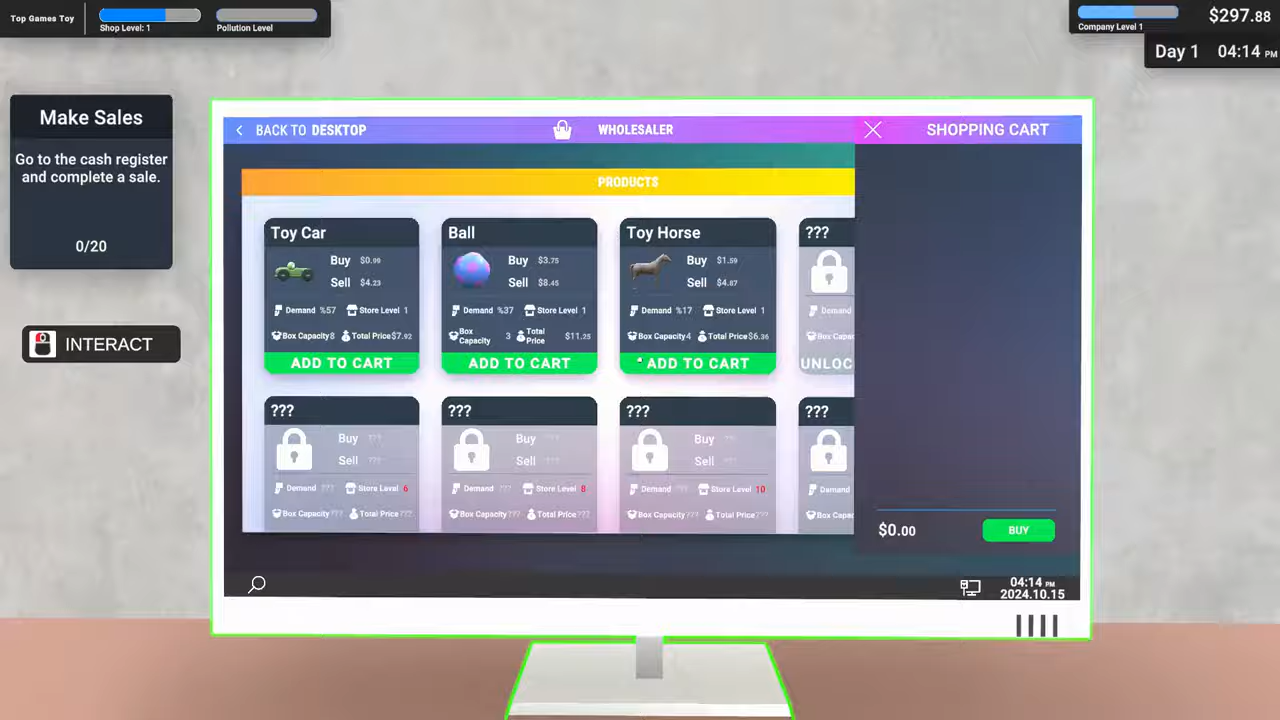 Top Games Toy
Shop Level: 1
Pollution Level
Company Level 1
$297.88
Day 1 04:14 PM
Make Sales
Go to the cash register
and complete a sale.
0/20
INTERACT
BACK TO DESKTOP
WHOLESALER
SHOPPING CART
PRODUCTS
Toy Car
Buy $0.99
Sell $4.23
Demand %57 Store Level 1
Box Capacity 8 Total Price $7.92
ADD TO CART
Ball
Buy $3.75
Sell $8.45
Demand %37 Store Level 1
Box Capacity 3 Total Price $11.25
ADD TO CART
Toy Horse
Buy $1.59
Sell $4.87
Demand %17 Store Level 1
Box Capacity 4 Total Price $6.36
ADD TO CART
???
Demand
Box Capa
UNLOC
???
Buy ???
Sell ???
Demand ??? Store Level 6
Box Capacity ??? Total Price ???
???
Buy ???
Sell ???
Demand ??? Store Level 8
Box Capacity ??? Total Price ???
???
Buy ???
Sell ???
Demand ??? Store Level 10
Box Capacity ??? Total Price ???
???
Demand
Box Capa
$0.00
BUY
04:14 PM
2024.10.15